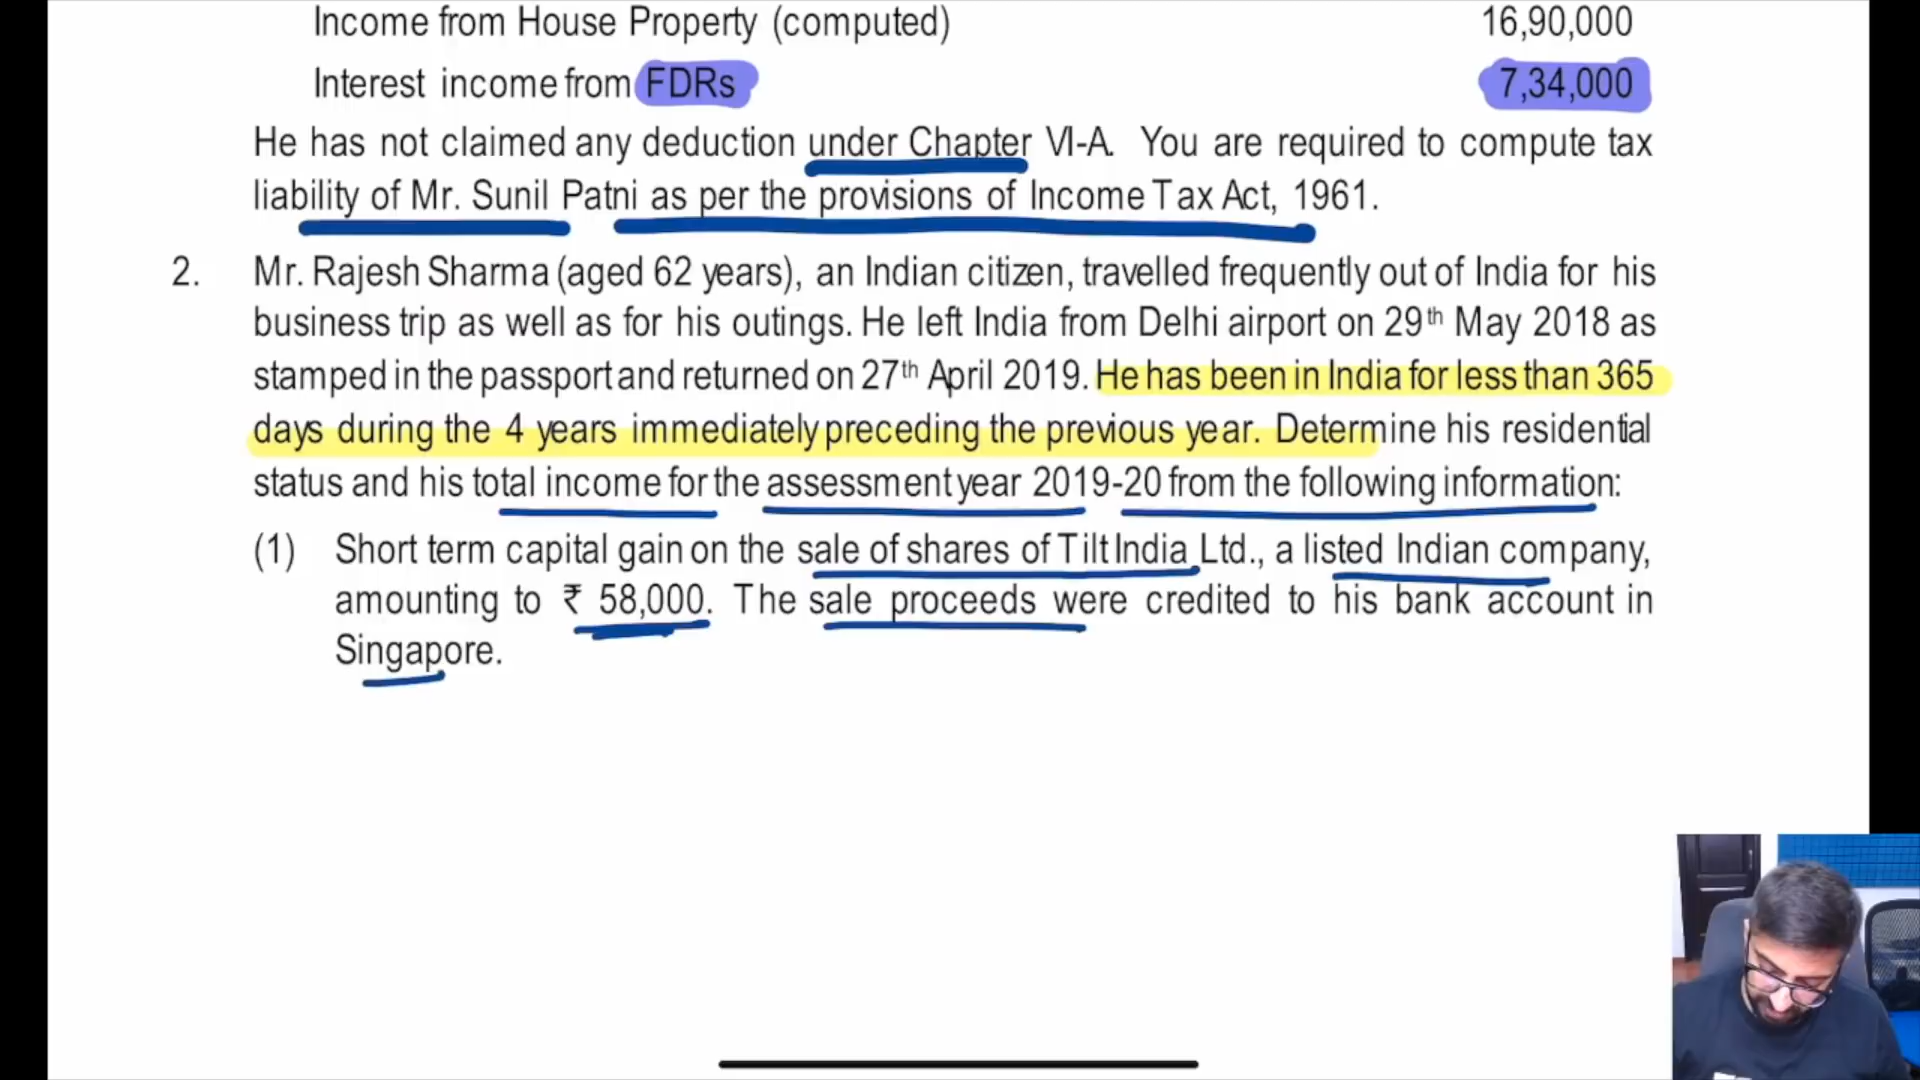 Income from House Property (computed) 16,90,000
Interest income from FDRs 7,34,000
He has not claimed any deduction under Chapter VI-A. You are required to compute tax
liability of Mr. Sunil Patni as per the provisions of Income Tax Act, 1961.
2. Mr. Rajesh Sharma (aged 62 years), an Indian citizen, travelled frequently out of India for his
business trip as well as for his outings. He left India from Delhi airport on 29th May 2018 as
stamped in the passport and returned on 27th April 2019. He has been in India for less than 365
days during the 4 years immediately preceding the previous year. Determine his residential
status and his total income for the assessment year 2019-20 from the following information:
(1) Short term capital gain on the sale of shares of Tilt India Ltd., a listed Indian company,
amounting to ₹ 58,000. The sale proceeds were credited to his bank account in
Singapore.